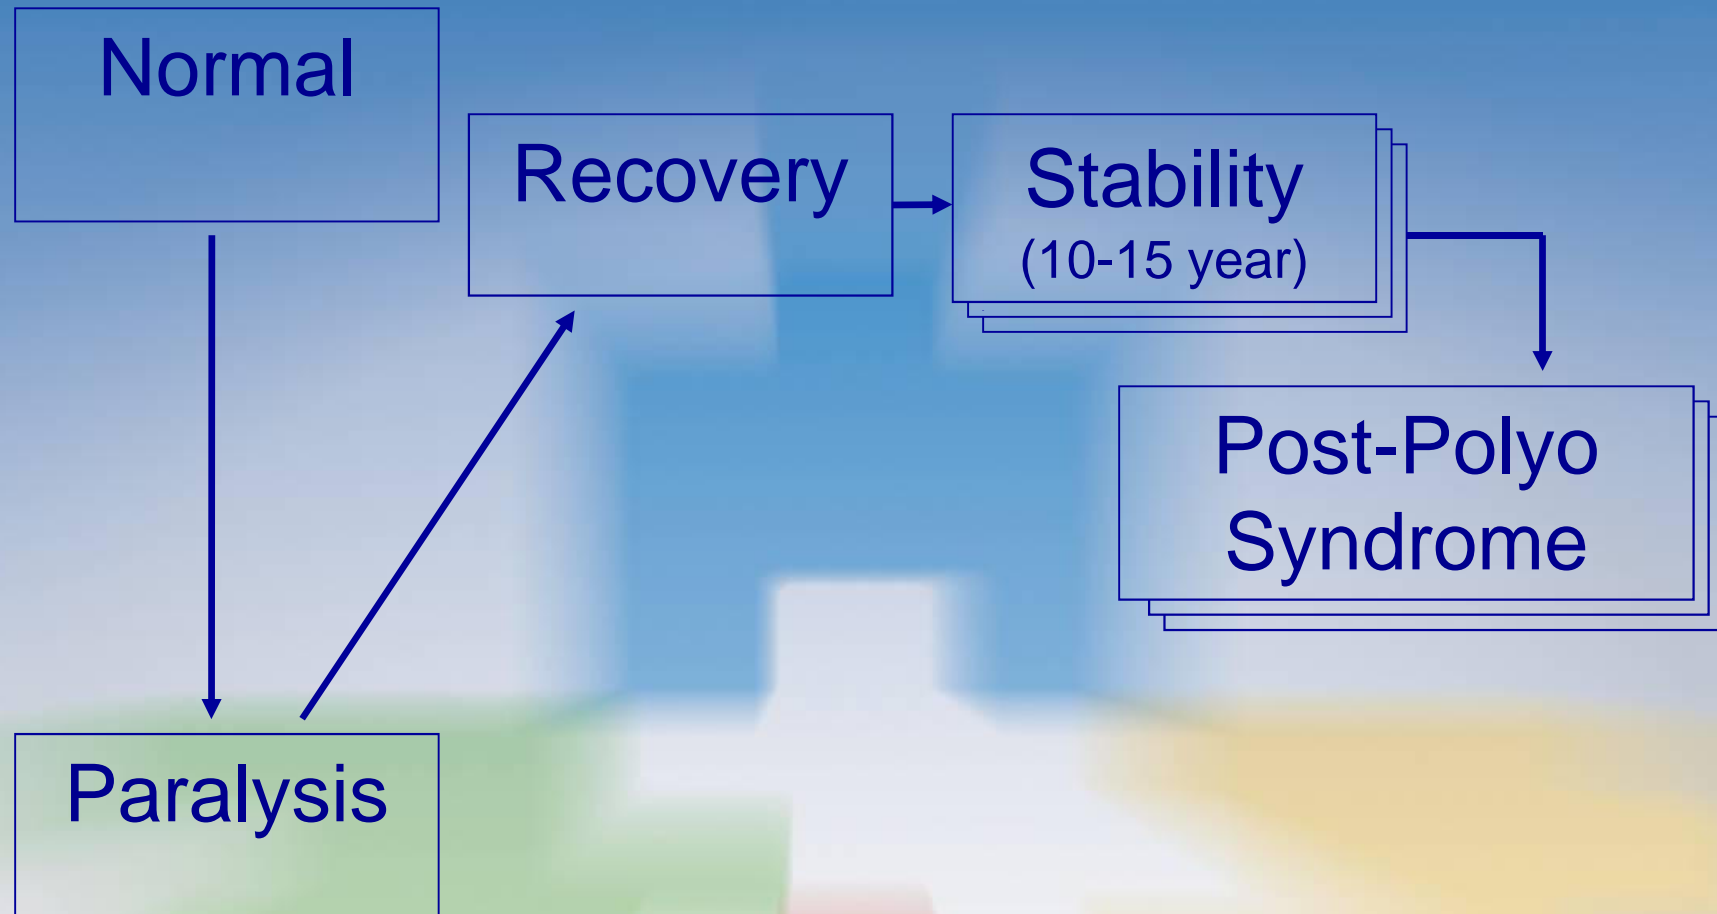 Normal
Recovery
Stability
(10-15 year)
Post-Polyo
Syndrome
Paralysis